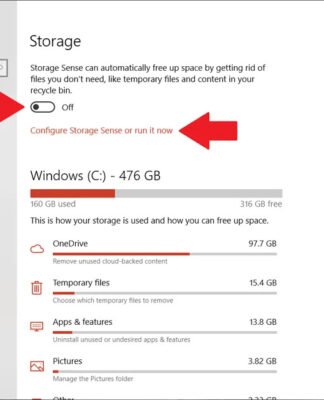 Storage
Storage Sense can automatically free up space by getting rid of
files you don't need, like temporary files and content in your
recycle bin.
Off
Configure Storage Sense or run it now
Windows (C:) - 476 GB
160 GB used 316 GB free
This is how your storage is used and how you can free up space.
OneDrive 97.7 GB
Remove unused cloud-backed content
Temporary files 15.4 GB
Choose which temporary files to remove
Apps & features 13.8 GB
Uninstall unused or undesired apps & features
Pictures 3.82 GB
Manage the Pictures folder